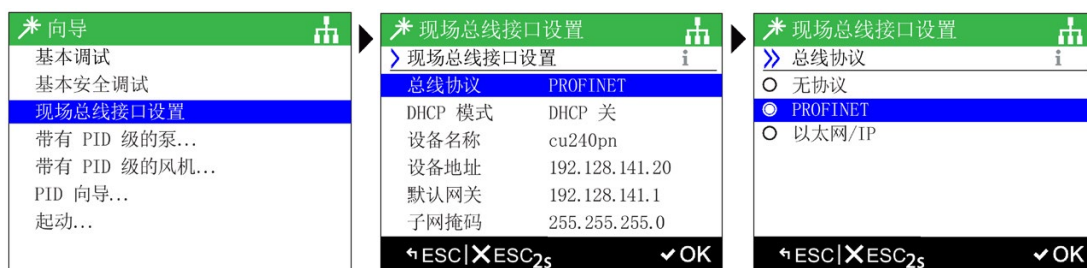 向导
基本调试
基本安全调试
现场总线接口设置
带有 PID 级的泵...
带有 PID 级的风机...
PID 向导...
起动...
现场总线接口设置
现场总线接口设置 i
总线协议 PROFINET
DHCP 模式 DHCP 关
设备名称 cu240pn
设备地址 192.128.141.20
默认网关 192.128.141.1
子网掩码 255.255.255.0
ESC|XESC2s ✓OK
现场总线接口设置
总线协议 i
无协议
PROFINET
以太网/IP
ESC|XESC2s ✓OK